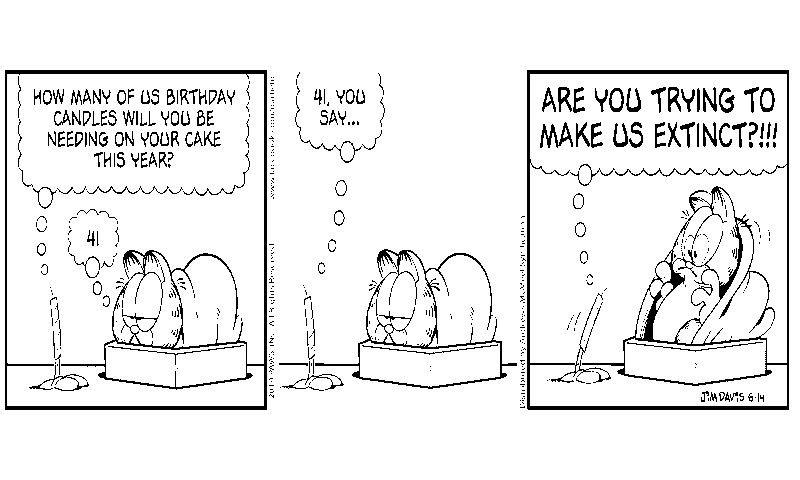 HOW MANY OF US BIRTHDAY
CANDLES WILL YOU BE
NEEDING ON YOUR CAKE
THIS YEAR?
41
41, YOU
SAY...
ARE YOU TRYING TO
MAKE US EXTINCT?!!!
JIM DAVIS 6-14